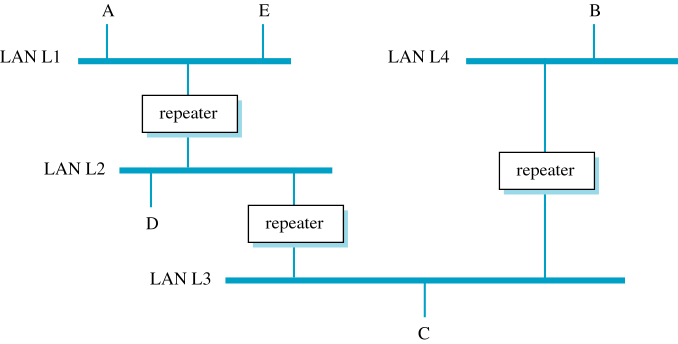 A E B
LAN L1 LAN L4
repeater
LAN L2 repeater
D repeater
LAN L3
C